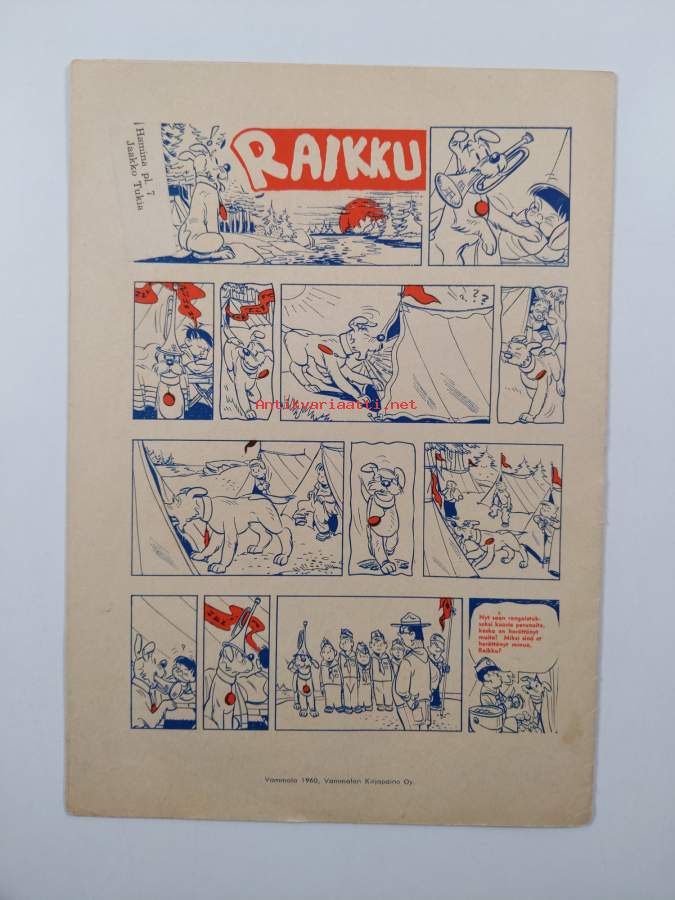 Hamina pl. 7
Jaakko Tukia
RAIKKU
? ?
Antikvariaatti.net
Nyt saan rangaistuk-
seksi kuoria perunoita,
koska en herättänyt
muita! Miksi sinä et
herättänyt minua,
Raikku?
Vammala 1960, Vammalan Kirjapaino Oy.